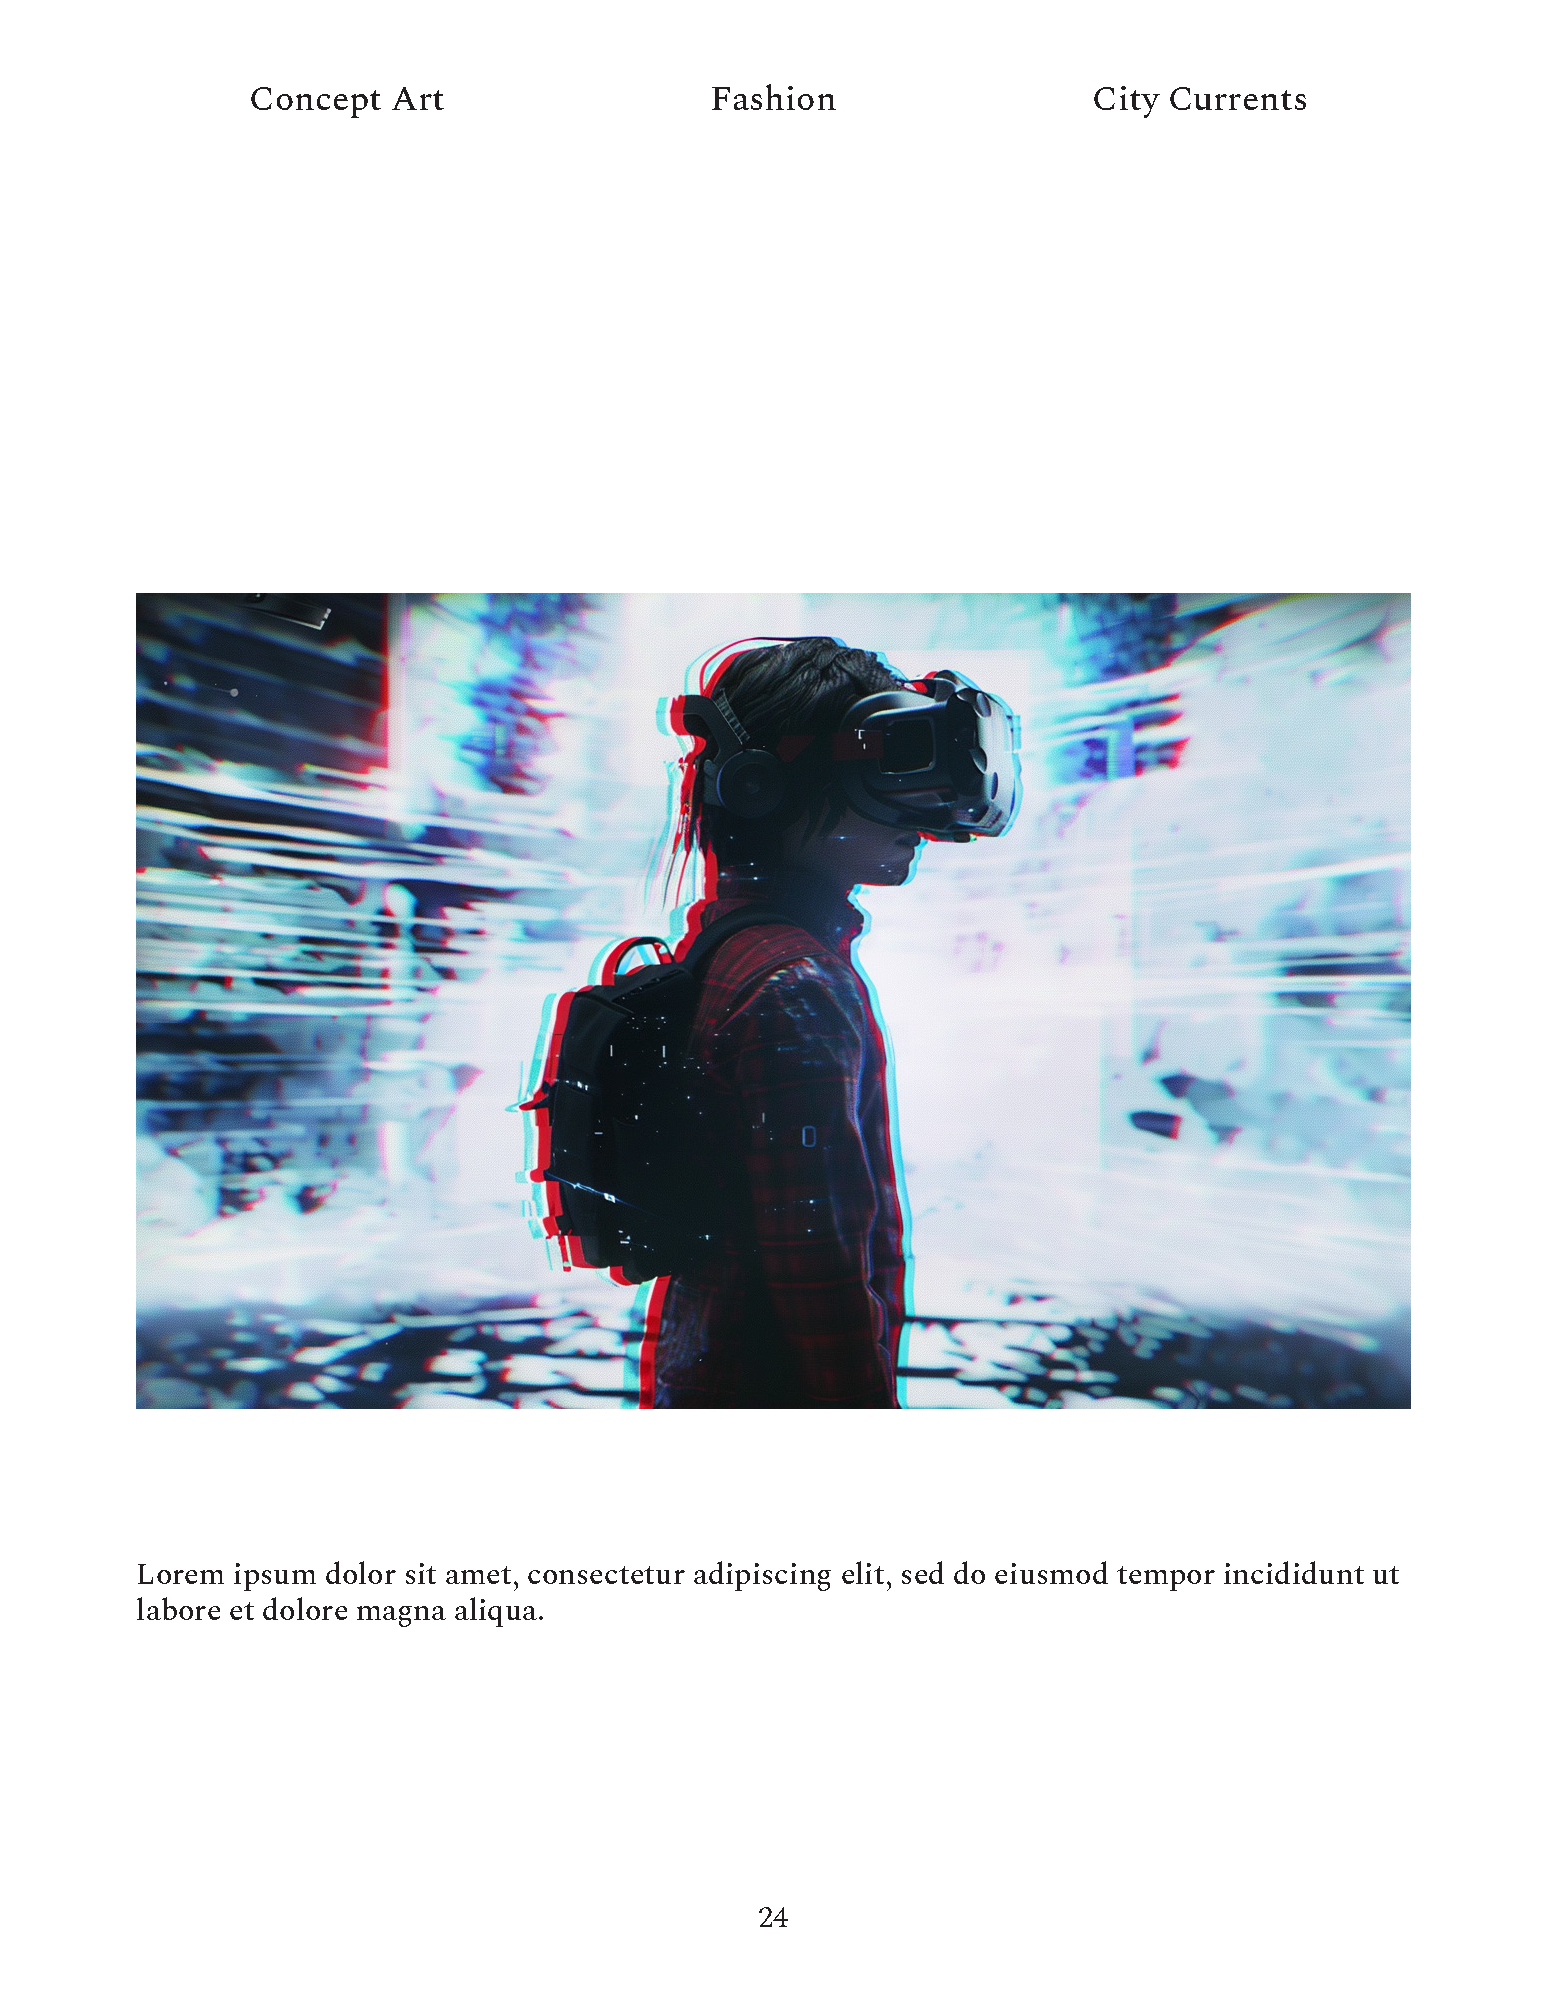 Concept Art Fashion City Currents
Lorem ipsum dolor sit amet, consectetur adipiscing elit, sed do eiusmod tempor incididunt ut
labore et dolore magna aliqua.
24